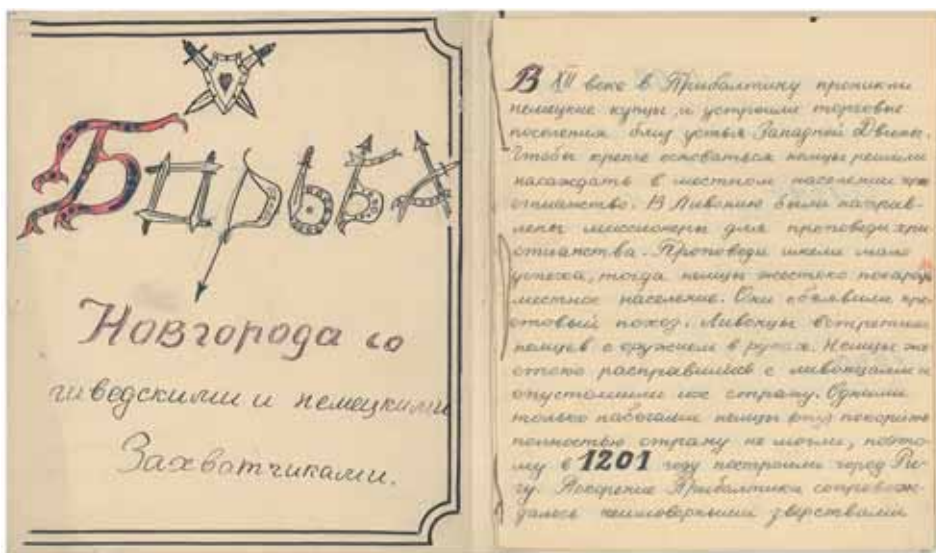 Борьба
Новгорода со
шведскими и немецкими
Захватчиками.
В XII веке в Прибалтику проникли
немецкие купцы, и устроили торговые
поселения близ устья Западной Двины.
Чтобы крепче основаться немцы решили
насаждать в местном населении хри
стианство. В Ливонию были направ-
лены миссионеры для проповеди хри
стианства. Проповеди имели мало
успеха, тогда немцы жестоко
местное население. Они объявили кре
стовый поход. Ливонцы встретили
немцев с оружием в руках. Немцы же
стоко расправились с ливонцами и
опустошили их страну. Одними
только набегами немцы покорить
полностью страну не могли, поэто
му в 1201 году построили город Ри-
гу. Покорение Прибалтики сопровож-
далось неимоверными зверствами